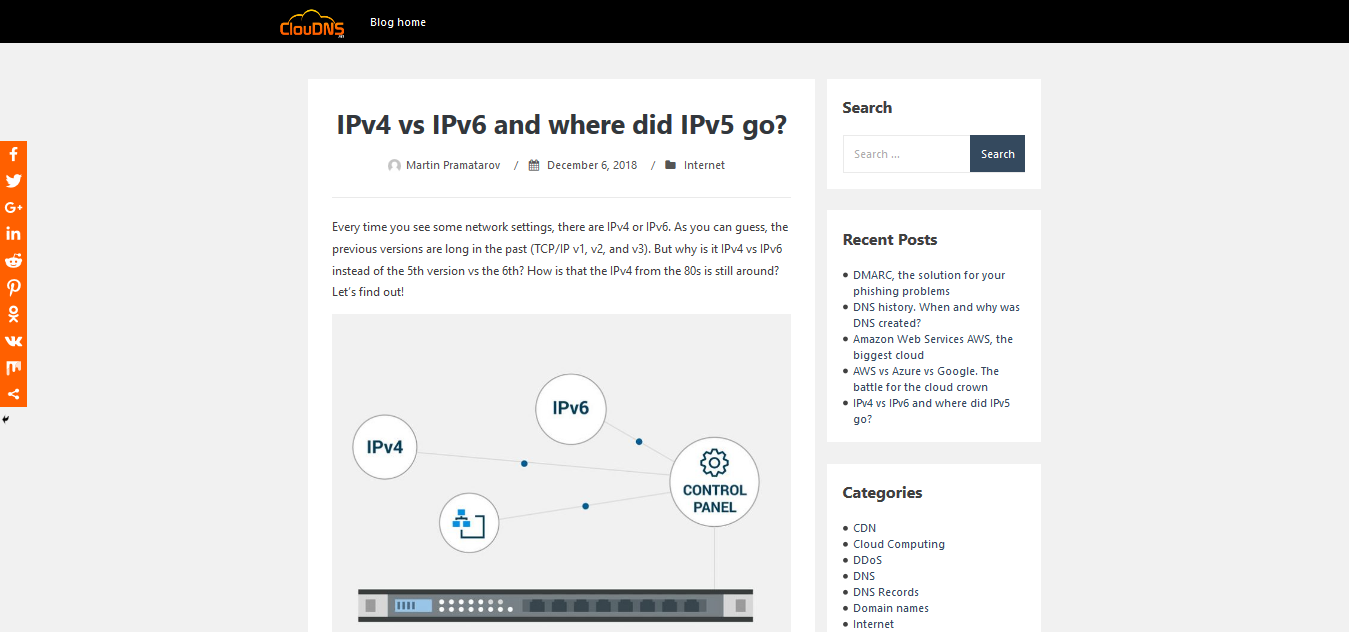 ClouDNS
Blog home
IPv4 vs IPv6 and where did IPv5 go?
Martin Pramatarov / December 6, 2018 / Internet
Every time you see some network settings, there are IPv4 or IPv6. As you can guess, the
previous versions are long in the past (TCP/IP v1, v2, and v3). But why is it IPv4 vs IPv6
instead of the 5th version vs the 6th? How is that the IPv4 from the 80s is still around?
Let’s find out!
IPv6
IPv4
CONTROL
PANEL
Search
Search ...
Search
Recent Posts
DMARC, the solution for your
phishing problems
DNS history. When and why was
DNS created?
Amazon Web Services AWS, the
biggest cloud
AWS vs Azure vs Google. The
battle for the cloud crown
IPv4 vs IPv6 and where did IPv5
go?
Categories
CDN
Cloud Computing
DDoS
DNS
DNS Records
Domain names
Internet